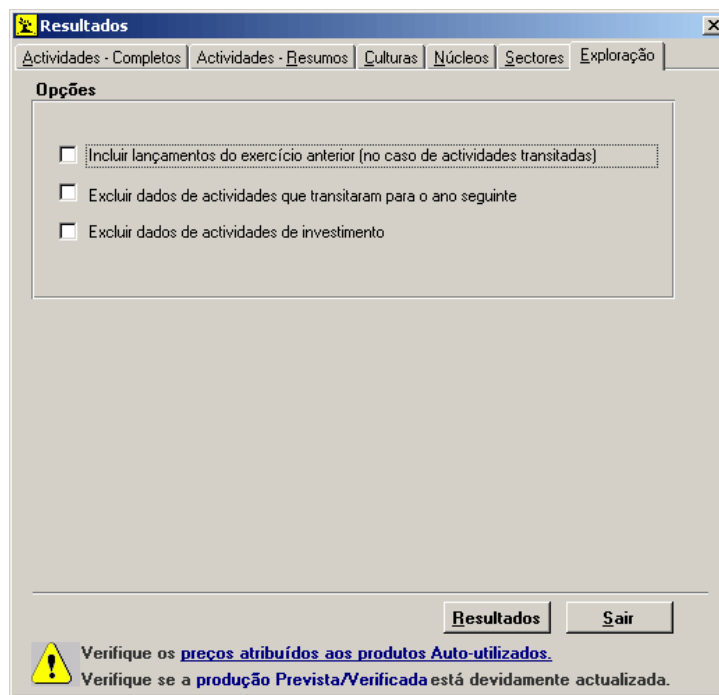 Resultados
Actividades - Completos Actividades - Resumos Culturas Núcleos Sectores Exploração
Opções
Incluir lançamentos do exercício anterior (no caso de actividades transitadas)
Excluir dados de actividades que transitaram para o ano seguinte
Excluir dados de actividades de investimento
Resultados Sair
Verifique os preços atribuídos aos produtos Auto-utilizados.
Verifique se a produção Prevista/Verificada está devidamente actualizada.